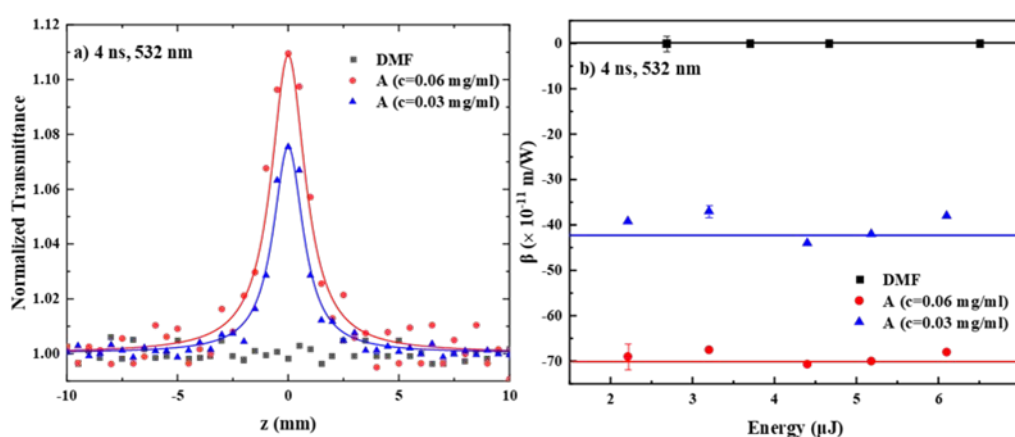 a) 4 ns, 532 nm
DMF
A (c=0.06 mg/ml)
A (c=0.03 mg/ml)
1.12
1.10
1.08
1.06
1.04
1.02
1.00
Normalized Transmittance
-10
-5
0
5
10
z (mm)
b) 4 ns, 532 nm
0
-10
-20
-30
-40
-50
-60
-70
β (× 10⁻¹¹ m/W)
DMF
A (c=0.06 mg/ml)
A (c=0.03 mg/ml)
2
3
4
5
6
7
Energy (μJ)